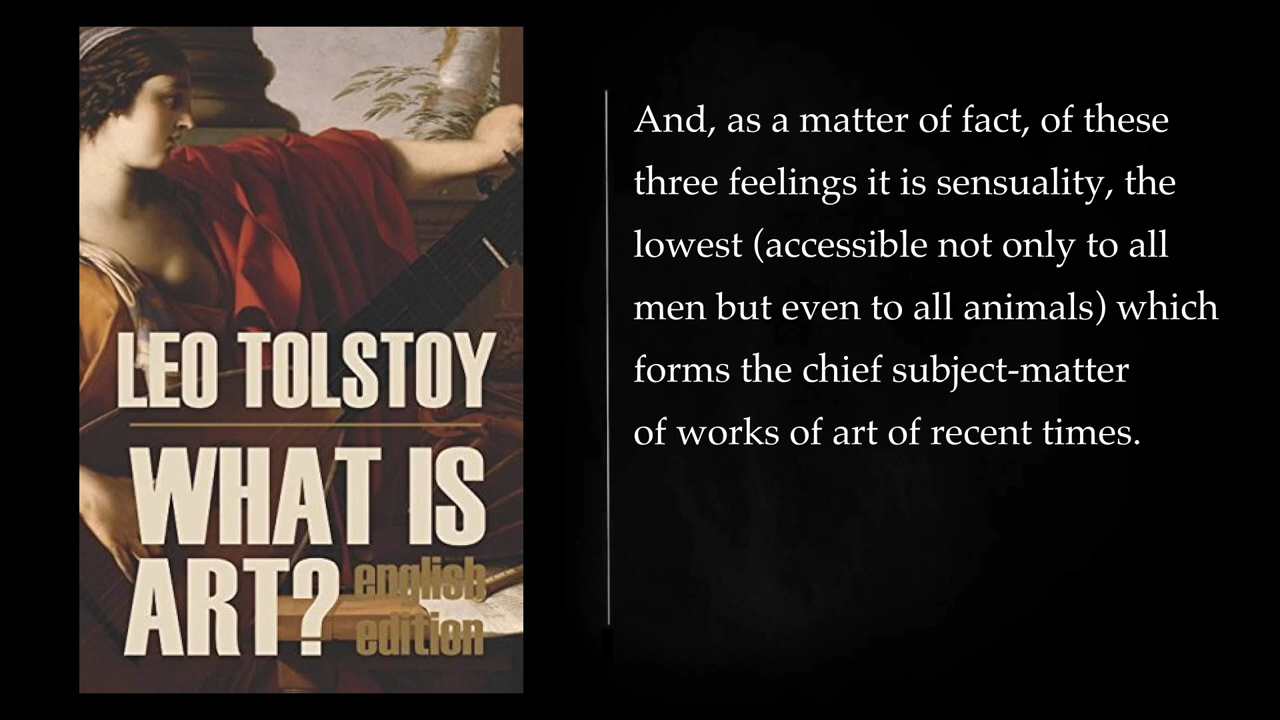 LEO TOLSTOY
WHAT IS
ART?
english
edition
And, as a matter of fact, of these
three feelings it is sensuality, the
lowest (accessible not only to all
men but even to all animals) which
forms the chief subject-matter
of works of art of recent times.